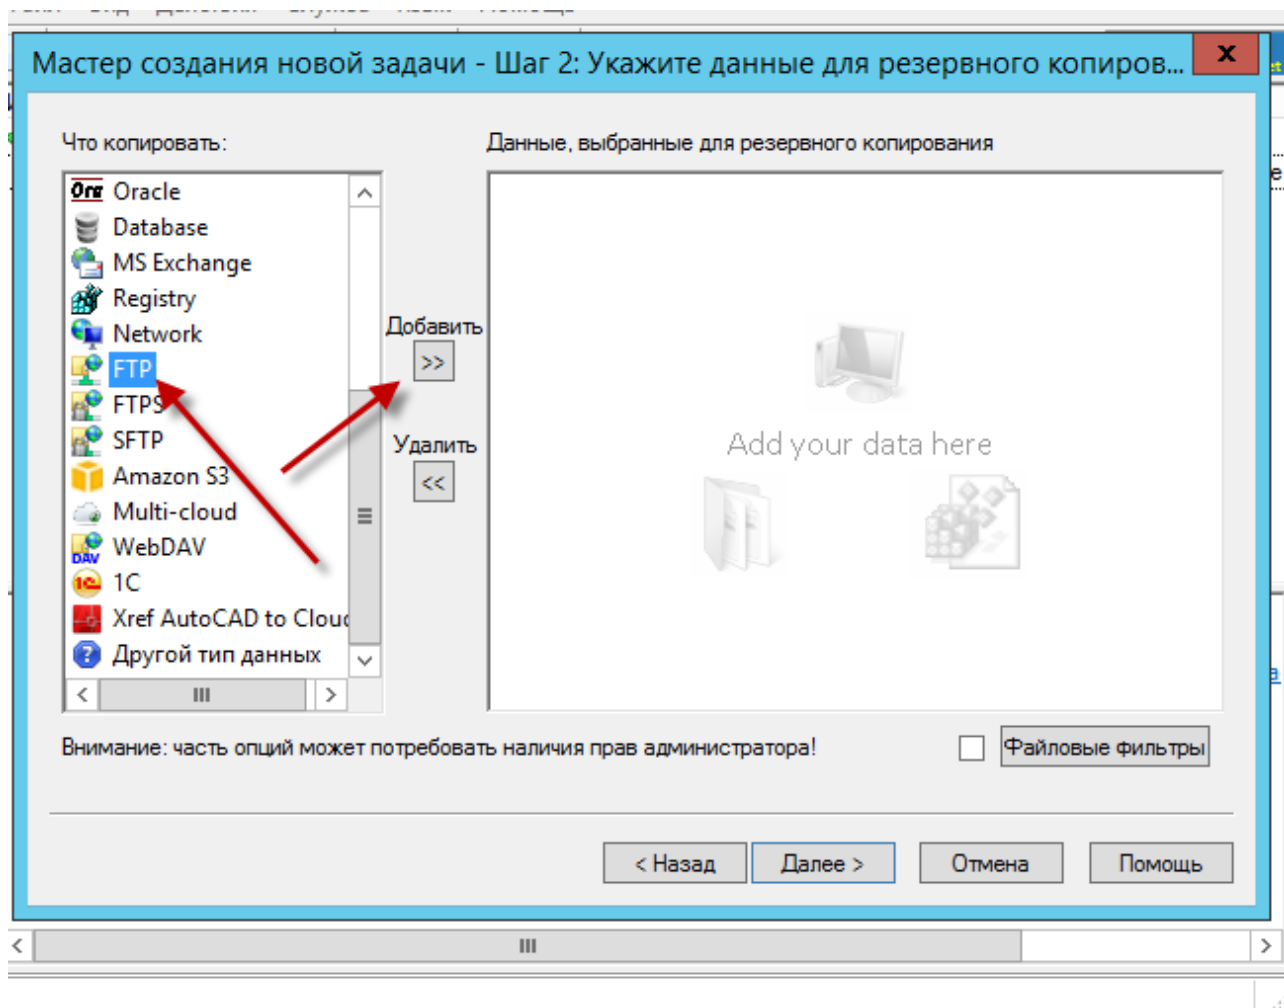 Мастер создания новой задачи - Шаг 2: Укажите данные для резервного копиров...
x
Что копировать:
Данные, выбранные для резервного копирования
Ora Oracle
Database
MS Exchange
Registry
Network
FTP
FTPS
SFTP
Amazon S3
Multi-cloud
DAV WebDAV
1С 1C
Xref AutoCAD to Cloud
? Другой тип данных
Добавить
>>
Удалить
<<
Add your data here
Внимание: часть опций может потребовать наличия прав администратора!
Файловые фильтры
< Назад
Далее >
Отмена
Помощь